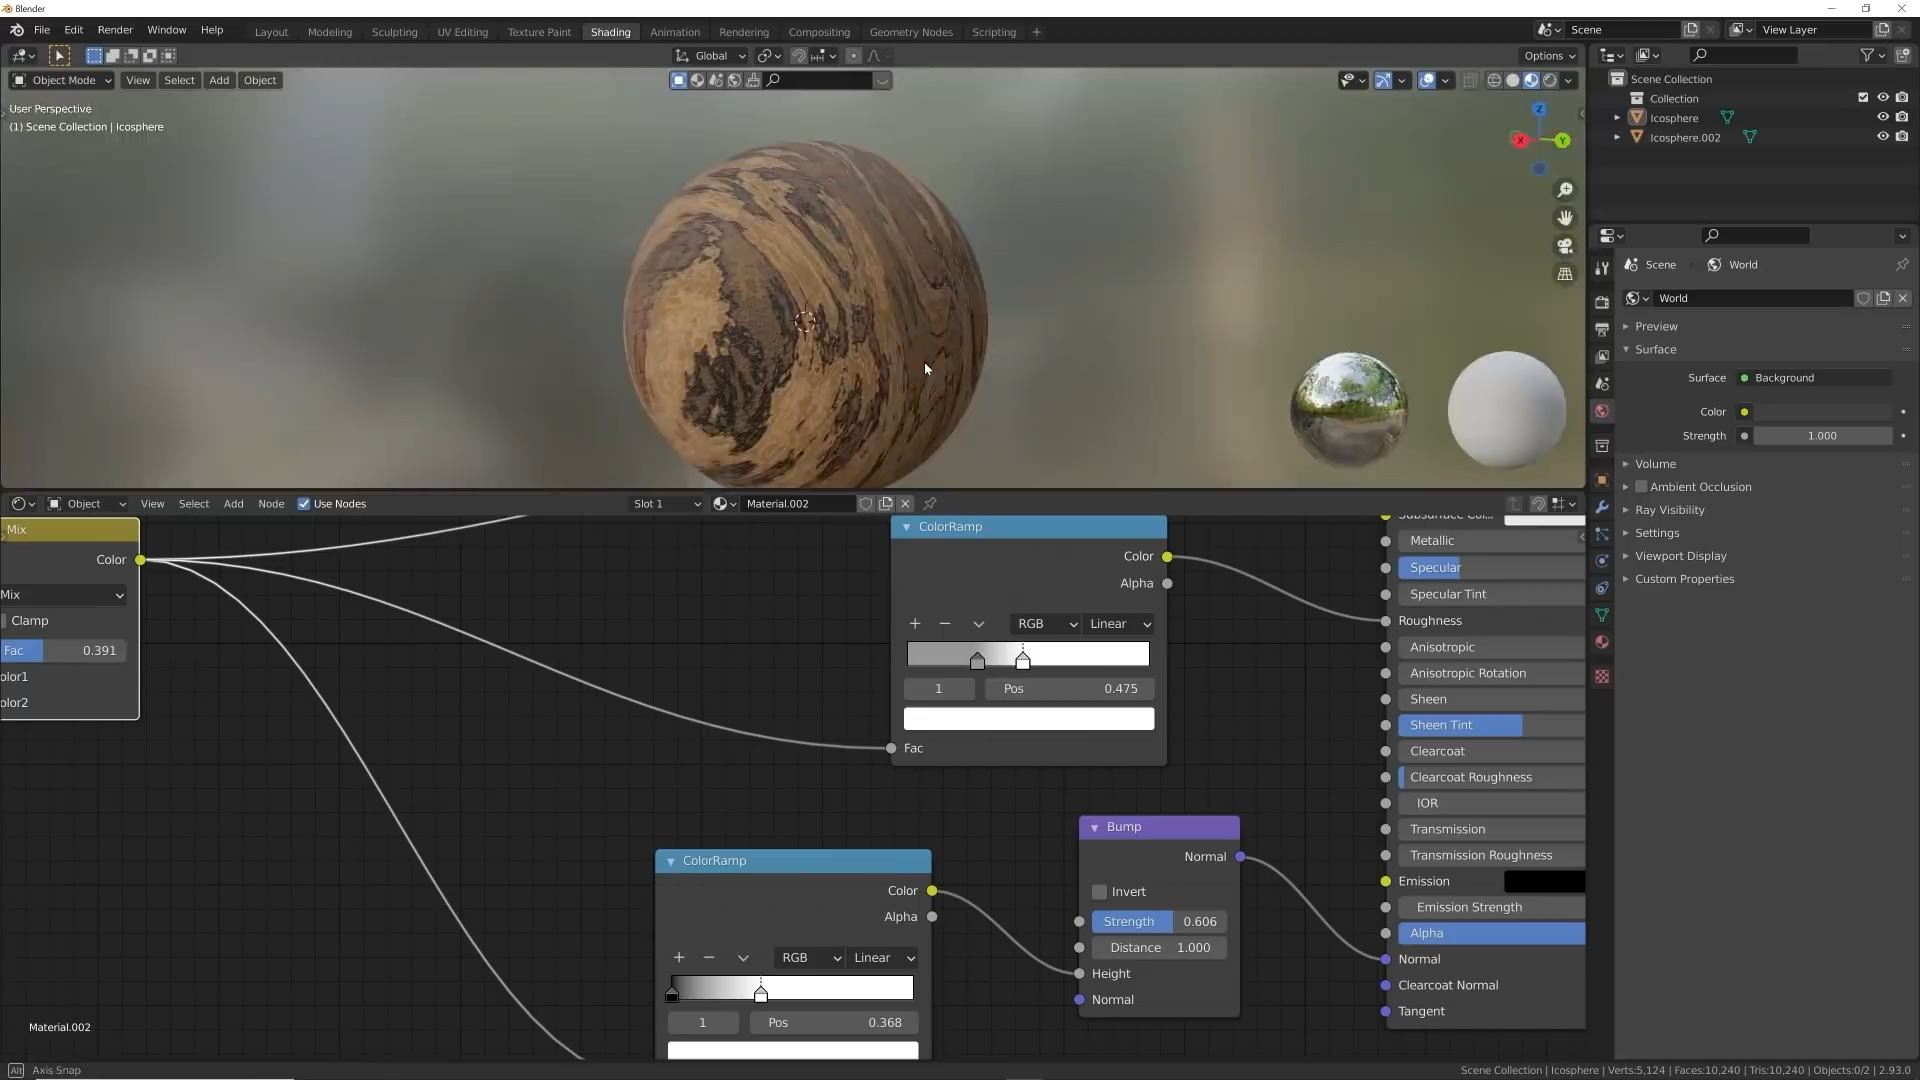 Blender
File Edit Render Window Help Layout Modeling Sculpting UV Editing Texture Paint Shading Animation Rendering Compositing Geometry Nodes Scripting + Scene View Layer
Global Options
Object Mode View Select Add Object
User Perspective
(1) Scene Collection | Icosphere
Z
X
Y
Scene Collection
Collection
Icosphere
Icosphere.002
Scene World
World
Preview
Surface
Surface Background
Color
Strength 1.000
Volume
Ambient Occlusion
Ray Visibility
Settings
Viewport Display
Custom Properties
Object View Select Add Node Use Nodes Slot 1 Material.002
Mix
Color
Mix
Clamp
Fac 0.391
olor1
olor2
ColorRamp
Color
Alpha
+ − RGB Linear
1 Pos 0.475
Fac
ColorRamp
Color
Alpha
+ − RGB Linear
1 Pos 0.368
Bump
Normal
Invert
Strength 0.606
Distance 1.000
Height
Normal
Subsurface Col...
Metallic
Specular
Specular Tint
Roughness
Anisotropic
Anisotropic Rotation
Sheen
Sheen Tint
Clearcoat
Clearcoat Roughness
IOR
Transmission
Transmission Roughness
Emission
Emission Strength
Alpha
Normal
Clearcoat Normal
Tangent
Material.002
Alt Axis Snap
Scene Collection | Icosphere | Verts:5,124 | Faces:10,240 | Tris:10,240 | Objects:0/2 | 2.93.0